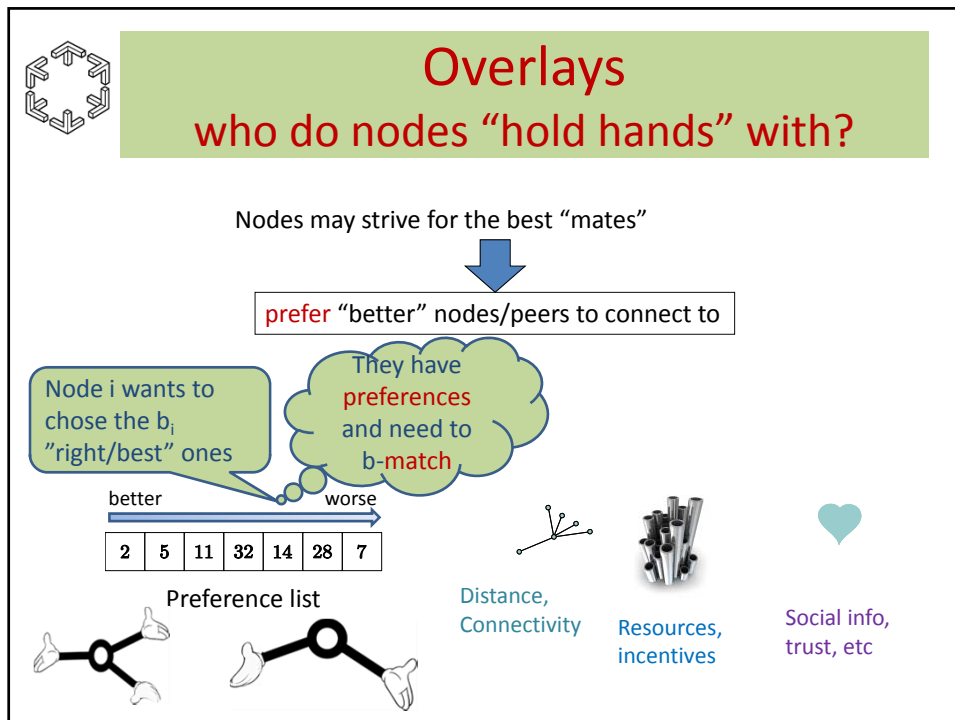 Overlays
who do nodes “hold hands” with?
Nodes may strive for the best “mates”
prefer “better” nodes/peers to connect to
Node i wants to
chose the bᵢ
”right/best” ones
They have
preferences
and need to
b-match
better worse
2 5 11 32 14 28 7
Preference list
Distance,
Connectivity
Resources,
incentives
Social info,
trust, etc